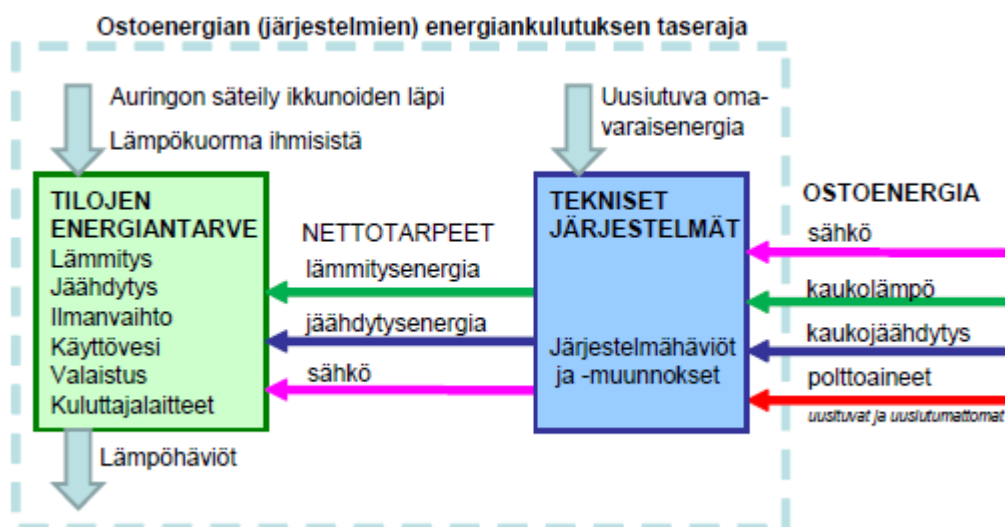 Ostoenergian (järjestelmien) energiankulutuksen taseraja
Auringon säteily ikkunoiden läpi
Lämpökuorma ihmisistä
Uusiutuva oma-
varaisenergia
TILOJEN
ENERGIANTARVE
Lämmitys
Jäähdytys
Ilmanvaihto
Käyttövesi
Valaistus
Kuluttajalaitteet
NETTOTARPEET
lämmitysenergia
jäähdytysenergia
sähkö
TEKNISET
JÄRJESTELMÄT
Järjestelmähäviöt
ja -muunnokset
OSTOENERGIA
sähkö
kaukolämpö
kaukojäähdytys
polttoaineet
uusituvat ja uusiutumattomat
Lämpöhäviöt